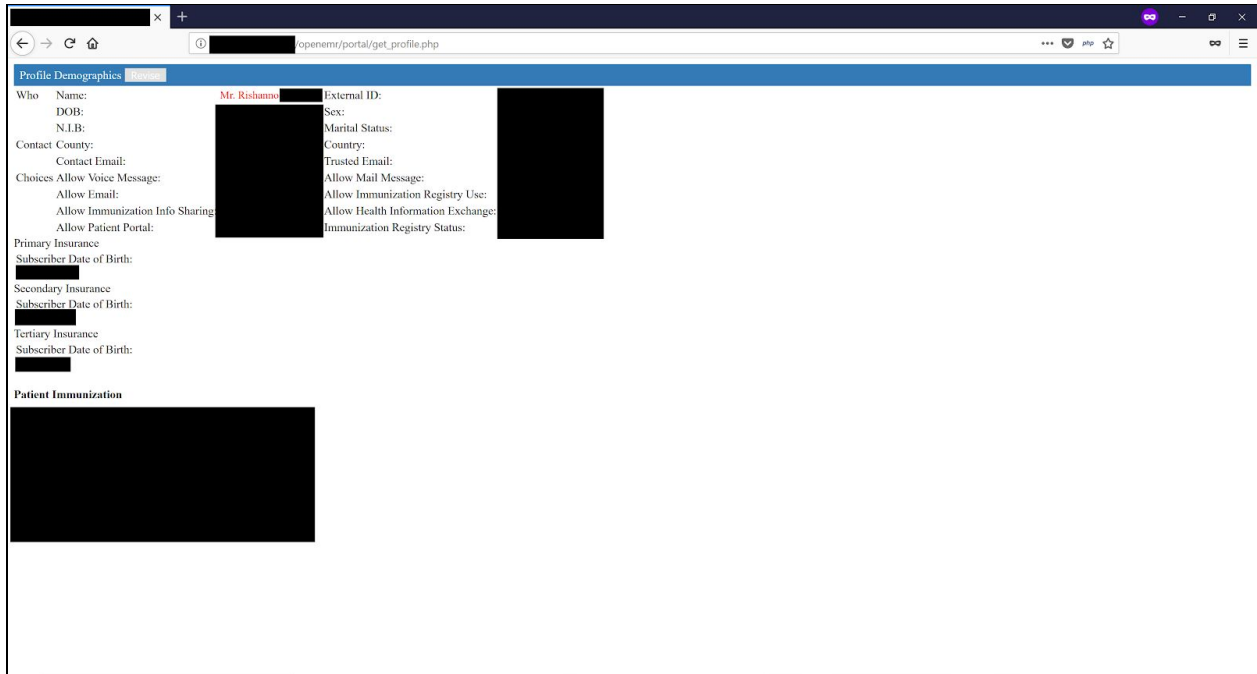 /openemr/portal/get_profile.php
php
Profile Demographics Revise
Who Name: Mr. Rishanno External ID:
DOB: Sex:
N.I.B: Marital Status:
Contact County: Country:
Contact Email: Trusted Email:
Choices Allow Voice Message: Allow Mail Message:
Allow Email: Allow Immunization Registry Use:
Allow Immunization Info Sharing: Allow Health Information Exchange:
Allow Patient Portal: Immunization Registry Status:
Primary Insurance
Subscriber Date of Birth:
Secondary Insurance
Subscriber Date of Birth:
Tertiary Insurance
Subscriber Date of Birth:
Patient Immunization